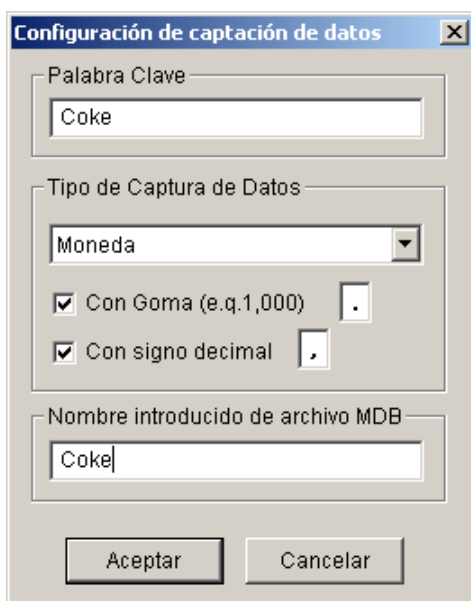 Configuración de captación de datos
Palabra Clave
Coke
Tipo de Captura de Datos
Moneda
Con Goma (e.q.1,000) .
Con signo decimal ,
Nombre introducido de archivo MDB
Coke
Aceptar Cancelar